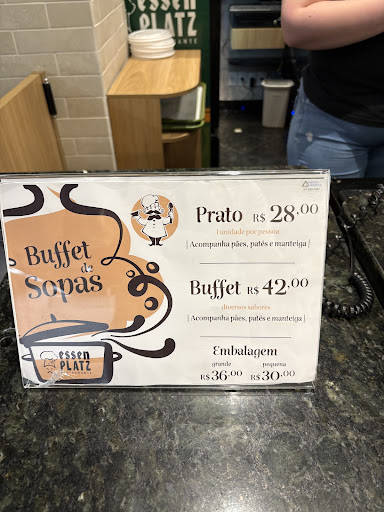 essen
PLATZ
RESTAURANTE
Buffet
de
Sopas
essen
PLATZ
Prato R$ 28,00
1 unidade por pessoa
| Acompanha pães, patês e manteiga |
Buffet R$ 42,00
diversos sabores
| Acompanha pães, patês e manteiga |
Embalagem
grande pequena
R$ 36,00 R$ 30,00